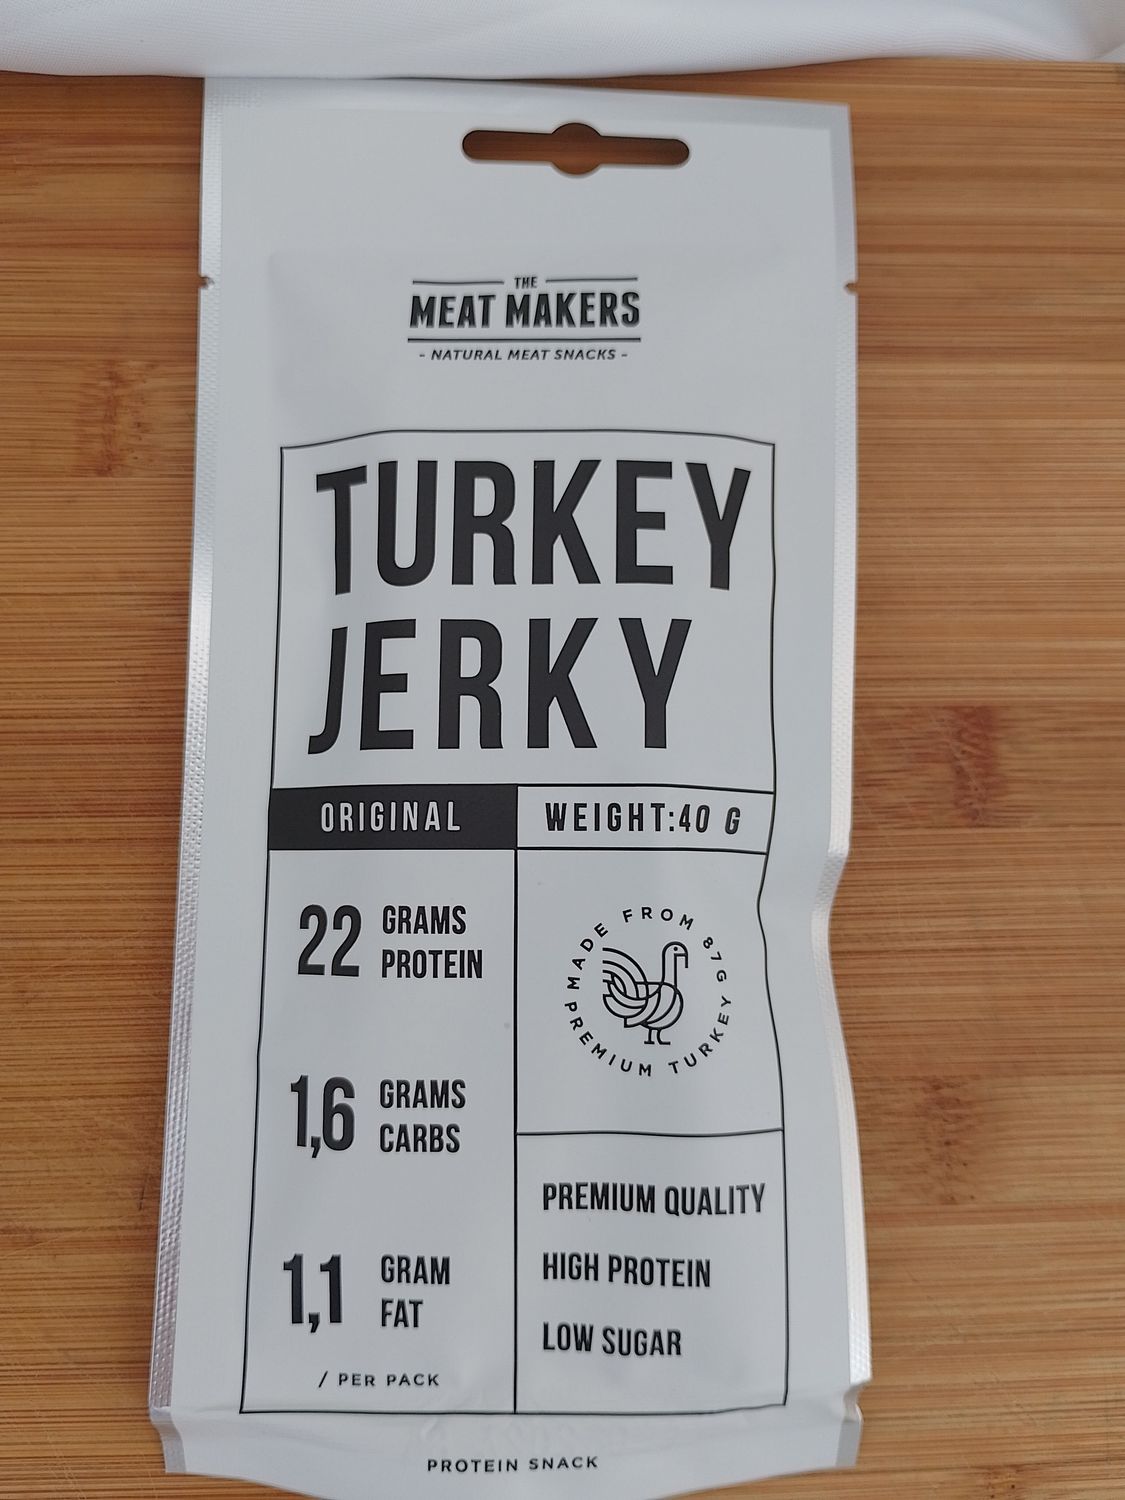 THE
MEAT MAKERS
- NATURAL MEAT SNACKS -
TURKEY
JERKY
ORIGINAL
WEIGHT:40 G
22 GRAMS
PROTEIN
1,6 GRAMS
CARBS
1,1 GRAM
FAT
/ PER PACK
MADE FROM 87G
PREMIUM TURKEY
PREMIUM QUALITY
HIGH PROTEIN
LOW SUGAR
PROTEIN SNACK